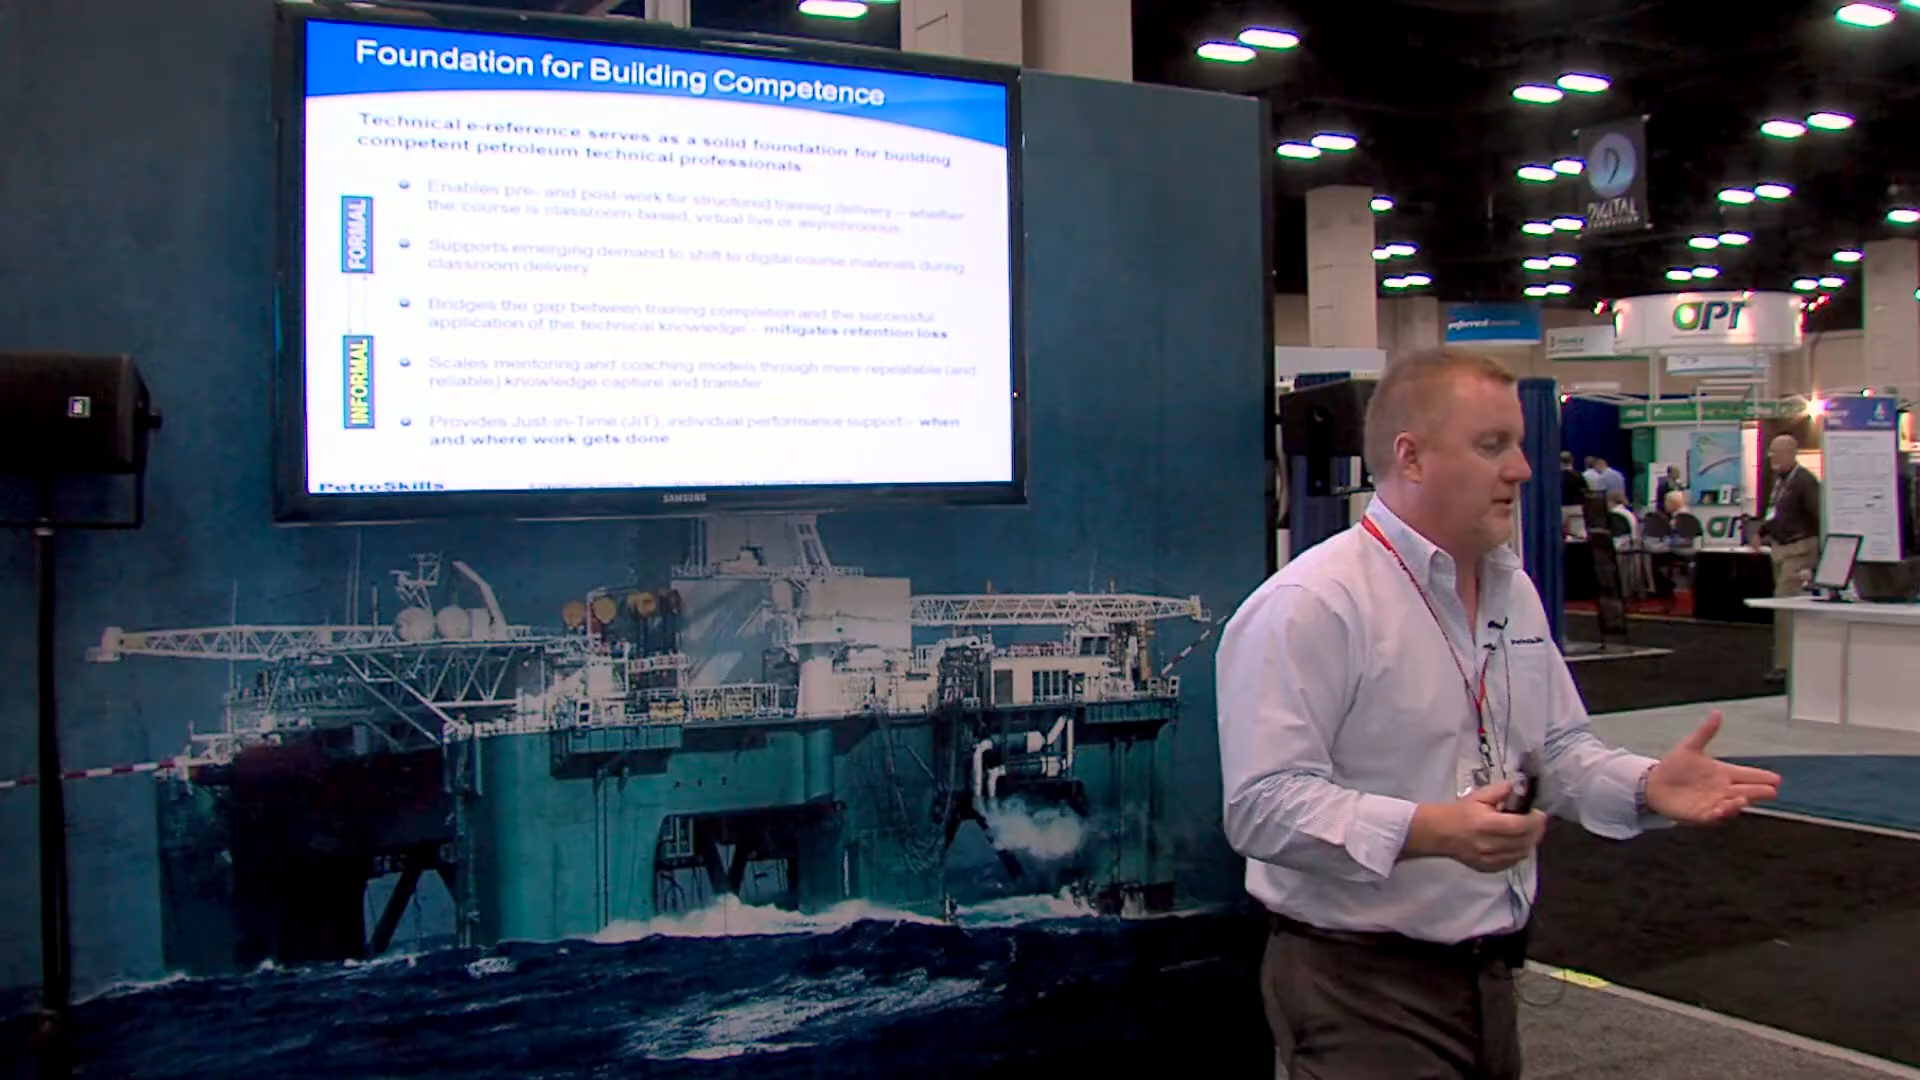 Foundation for Building Competence
Technical e-reference serves as a solid foundation for building
competent petroleum technical professionals
FORMAL
Enables pre- and post-work for structured training delivery – whether
the course is classroom-based, virtual live or asynchronous
Supports emerging demand to shift to digital course materials during
classroom delivery
Bridges the gap between training completion and the successful
application of the technical knowledge – mitigates retention loss
INFORMAL
Scales mentoring and coaching models through more repeatable (and
reliable) knowledge capture and transfer
Provides Just-in-Time (JIT), individual performance support – when
and where work gets done
PetroSkills
SAMSUNG
DIGITAL